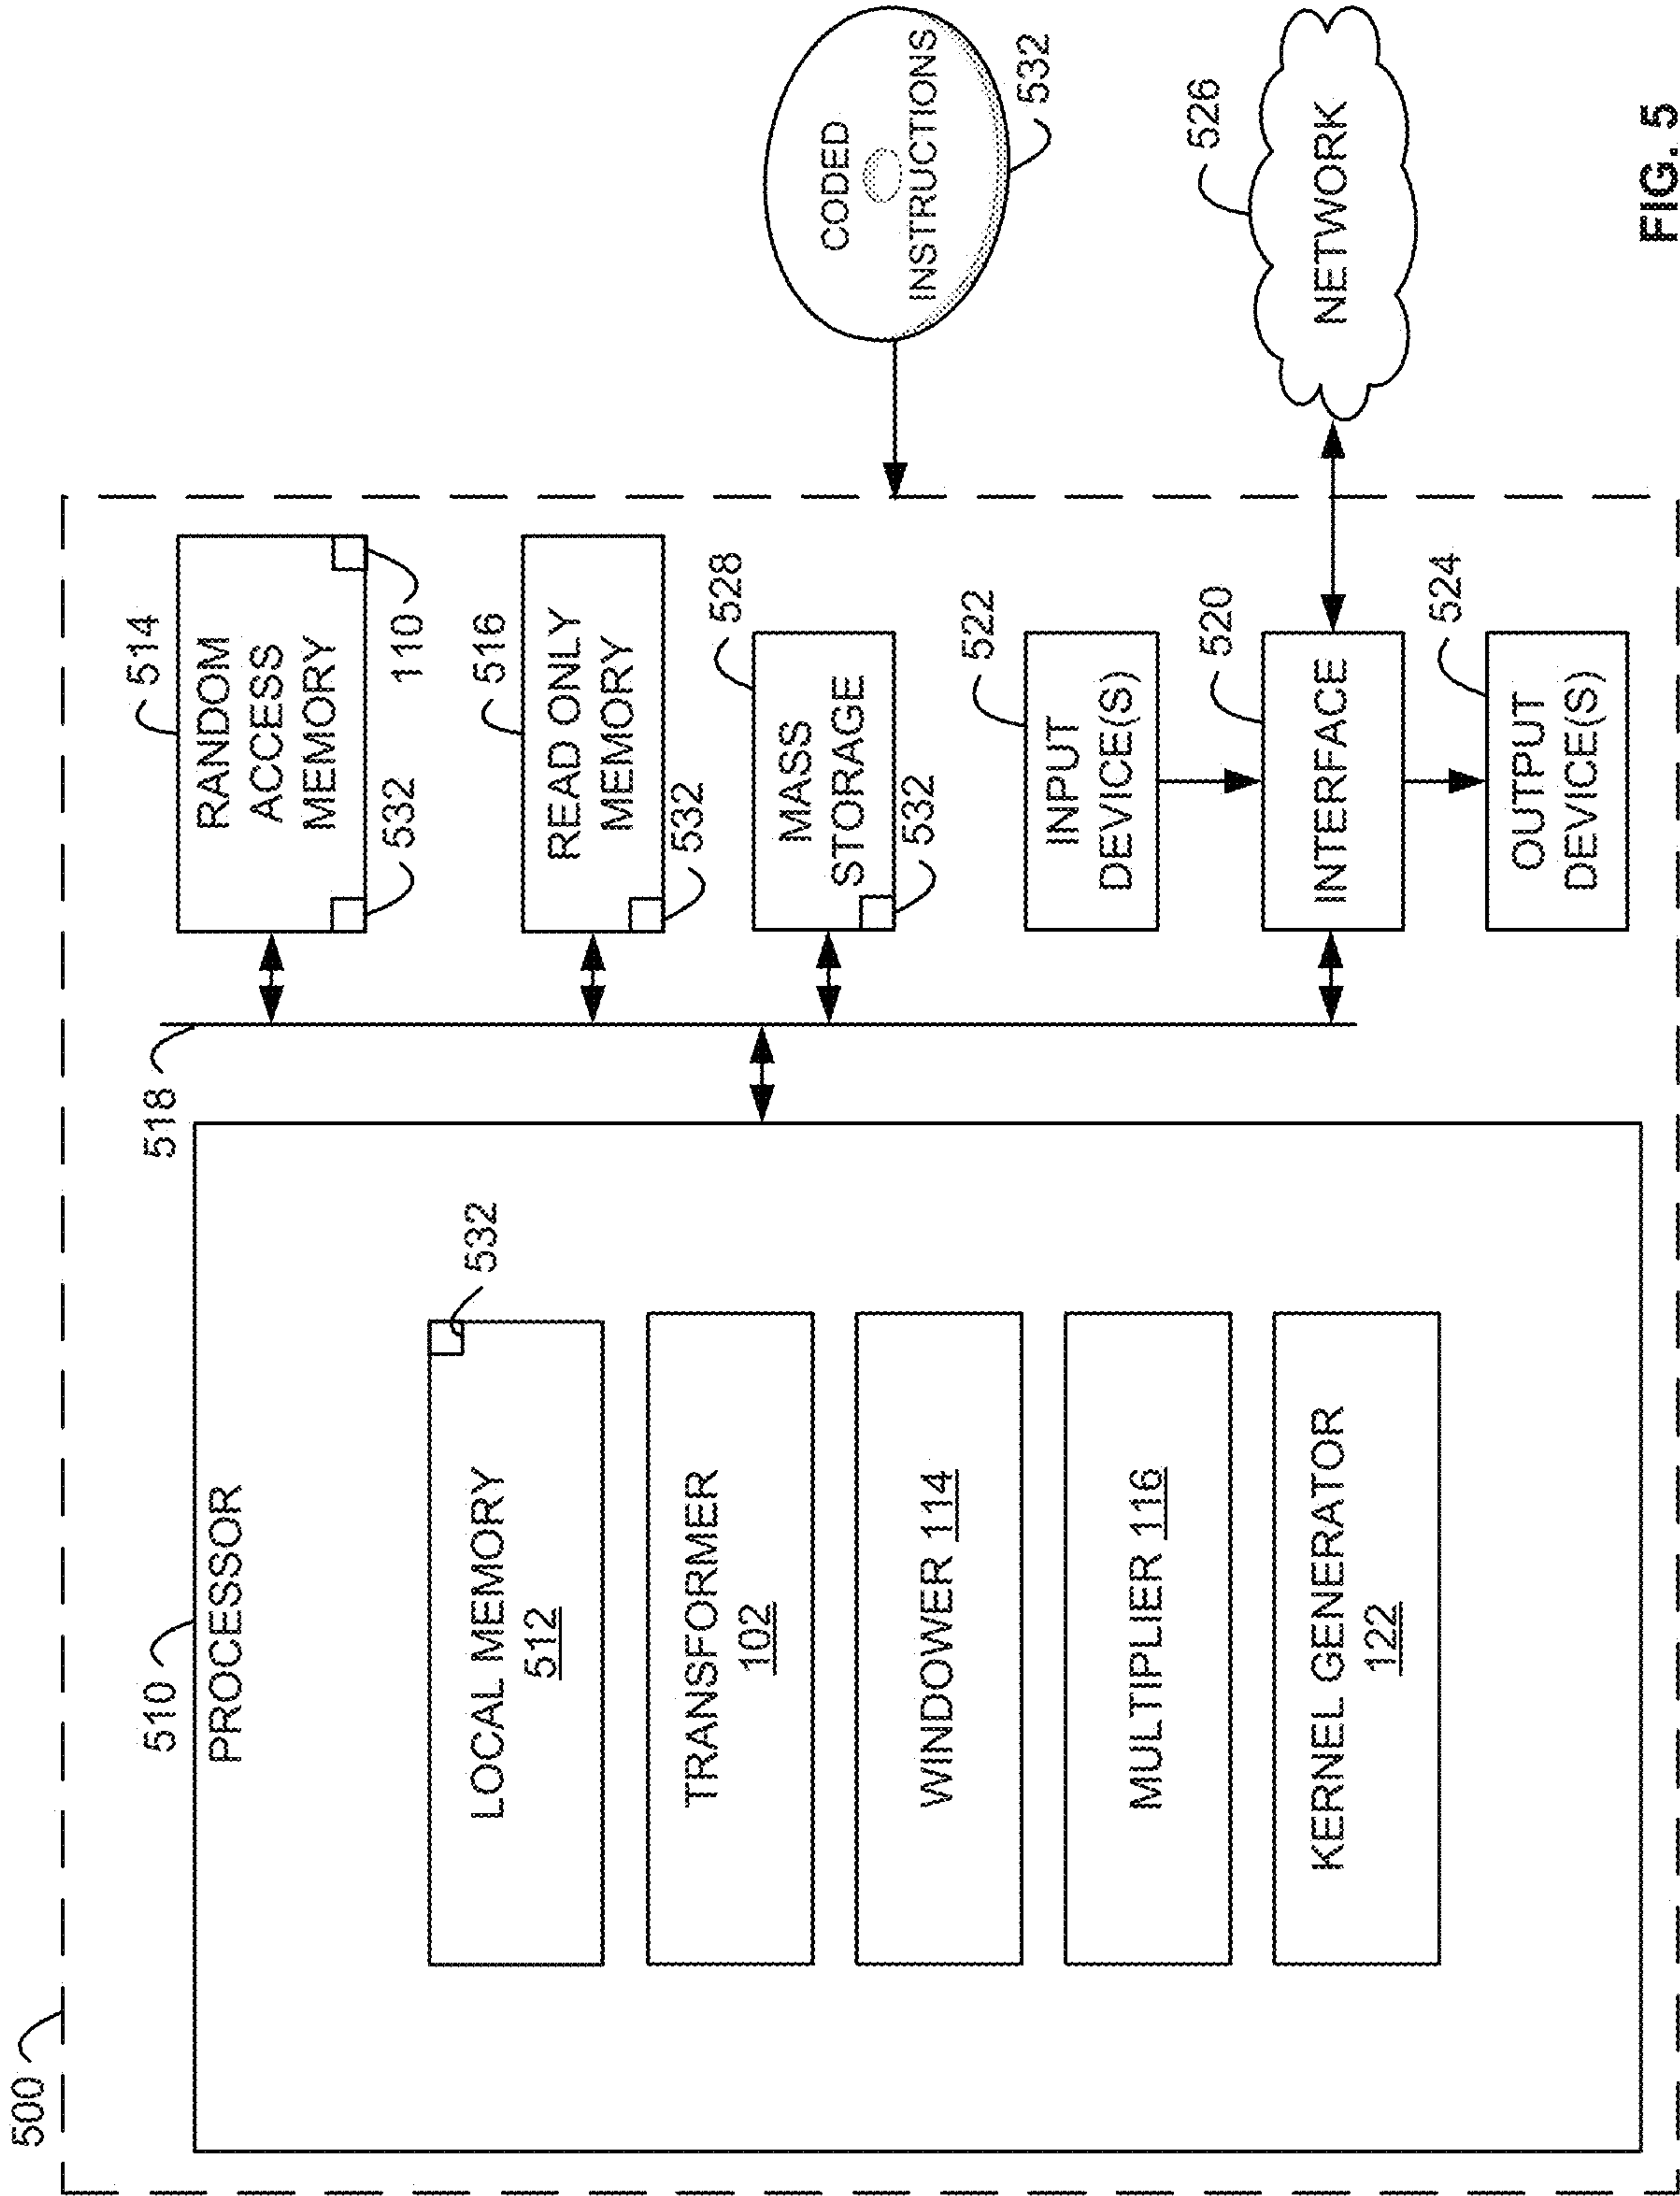 500
510
PROCESSOR
LOCAL MEMORY
512
532
TRANSFORMER
102
WINDOWER 114
MULTIPLIER 116
KERNEL GENERATOR
122
518
514
RANDOM
ACCESS
MEMORY
532
110
516
READ ONLY
MEMORY
532
528
MASS
STORAGE
532
522
INPUT
DEVICE(S)
520
INTERFACE
524
OUTPUT
DEVICE(S)
CODED
INSTRUCTIONS
532
526
NETWORK
FIG. 5